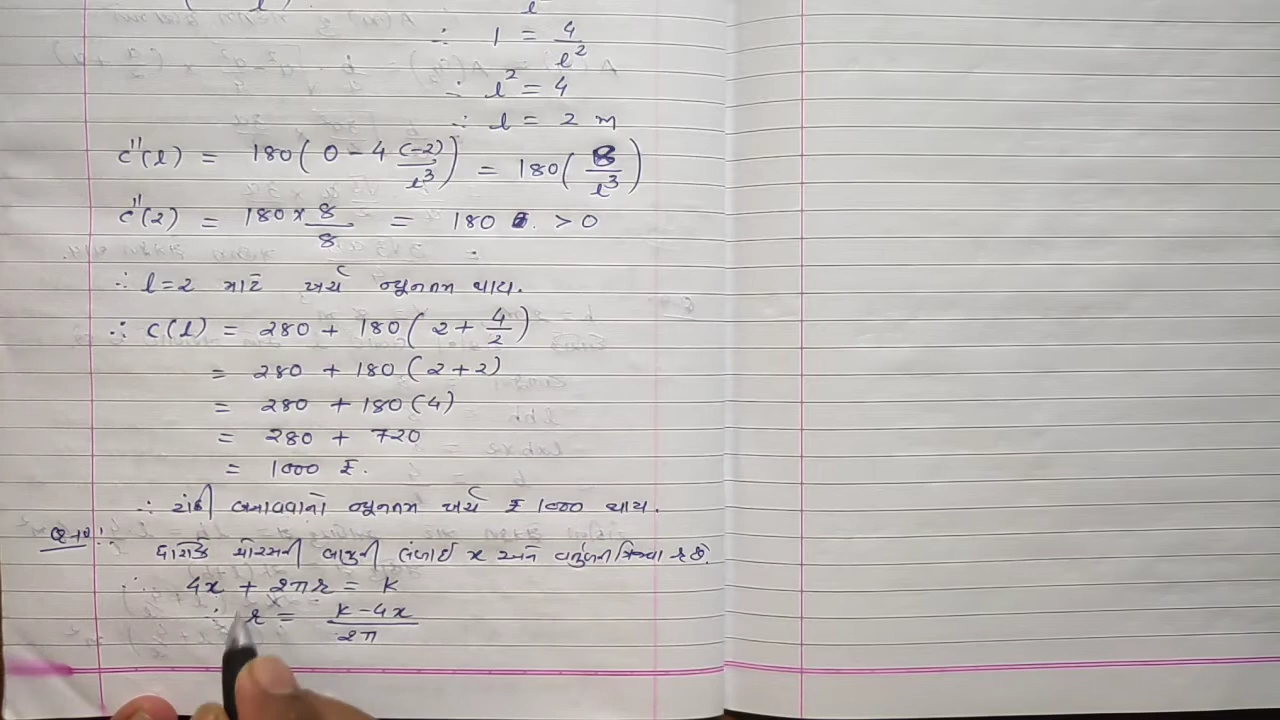 ∴ 1 = 4/l²
∴ l² = 4
∴ l = 2 m
c''(l) = 180(0 - 4 (-2)/l³) = 180(8/l³)
c''(2) = 180 × 8/8 = 180 > 0
∴ l = 2 માટે ખર્ચ ન્યૂનતમ થાય.
∴ c(l) = 280 + 180(2 + 4/2)
= 280 + 180(2+2)
= 280 + 180(4)
= 280 + 720
= 1000 ₹.
∴ ટાંકી બનાવવાનો ન્યૂનતમ ખર્ચ ₹ 1000 થાય.
ધારોકે ચોરસની બાજુની લંબાઈ x અને વર્તુળની ત્રિજ્યા r છે.
∴ 4x + 2πr = k
∴ r = (k-4x)/2π